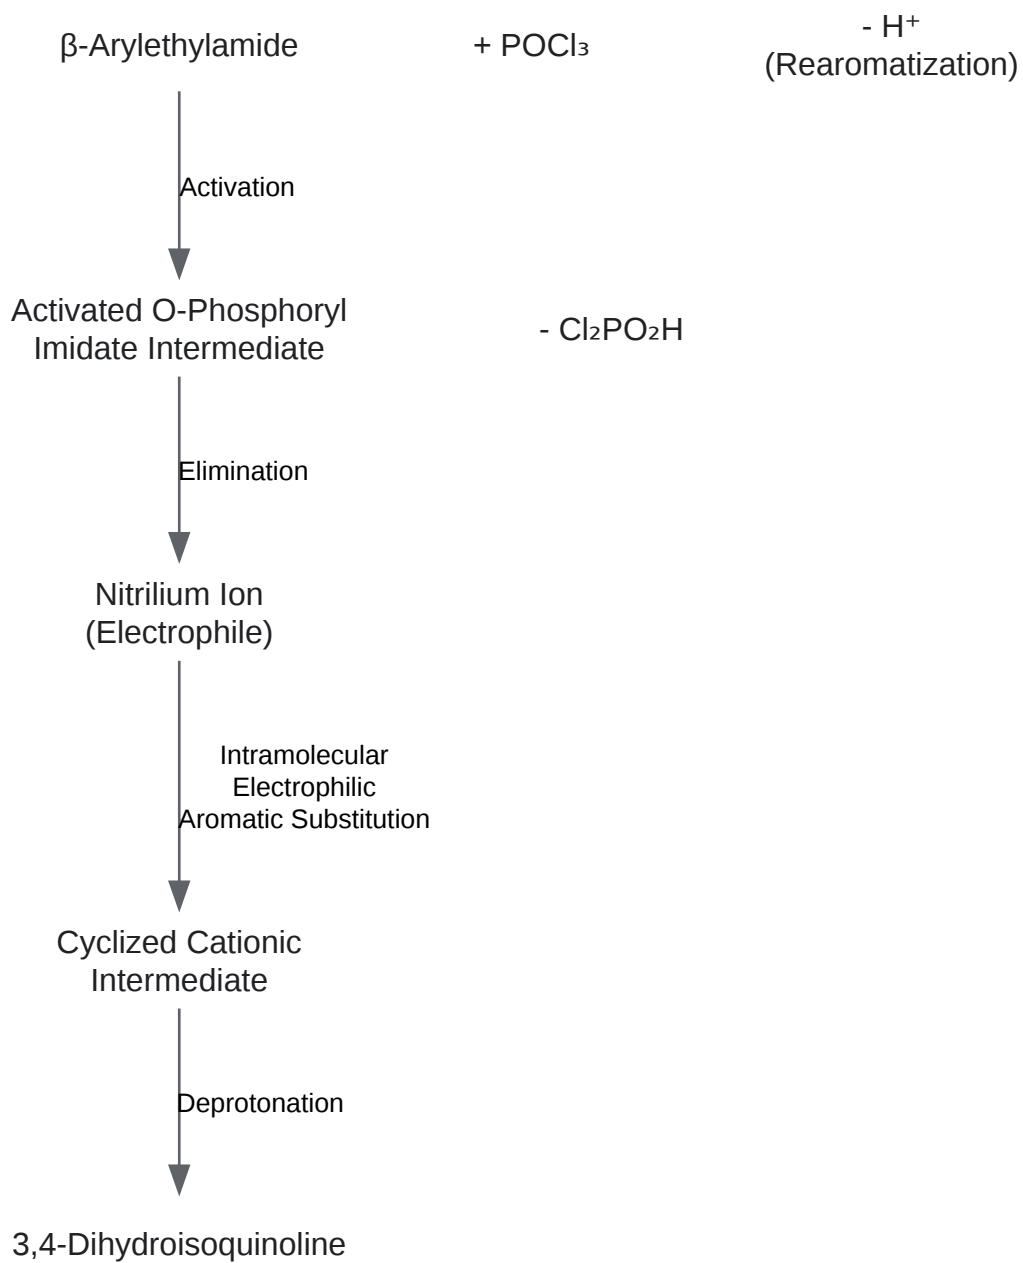 β-Arylethylamide
+ POCl₃
- H⁺
(Rearomatization)
Activation
Activated O-Phosphoryl
Imidate Intermediate
- Cl₂PO₂H
Elimination
Nitrilium Ion
(Electrophile)
Intramolecular
Electrophilic
Aromatic Substitution
Cyclized Cationic
Intermediate
Deprotonation
3,4-Dihydroisoquinoline